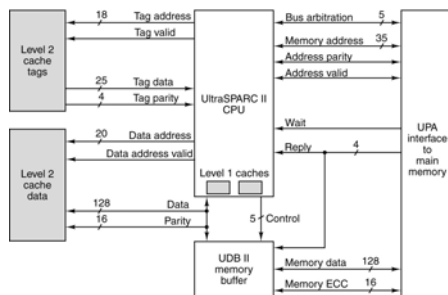 18 Tag address
Tag valid
Level 2
cache
tags
25 Tag data
4 Tag parity
20 Data address
Data address valid
Level 2
cache
data
128 Data
16 Parity
UltraSPARC II
CPU
Level 1 caches
5 Control
UDB II
memory
buffer
Bus arbitration 5
Memory address 35
Address parity
Address valid
Wait
Reply 4
UPA
interface
to
main
memory
Memory data 128
Memory ECC 16